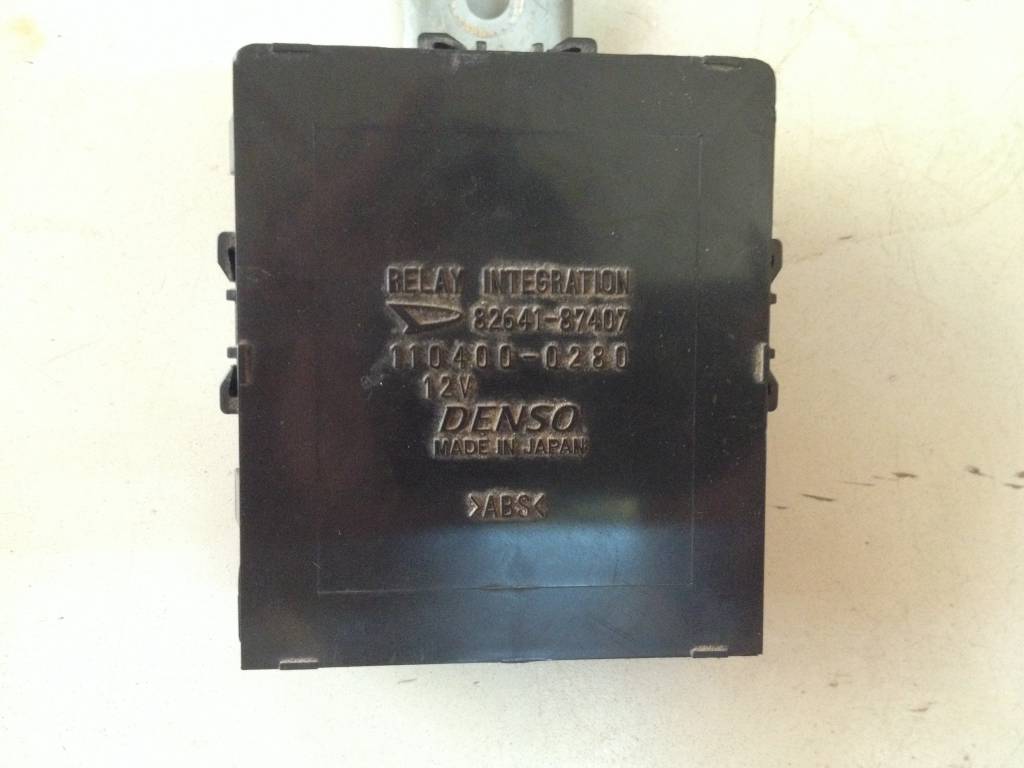 RELAY INTEGRATION
82641-87407
110400-0280
12V
DENSO
MADE IN JAPAN
>ABS<